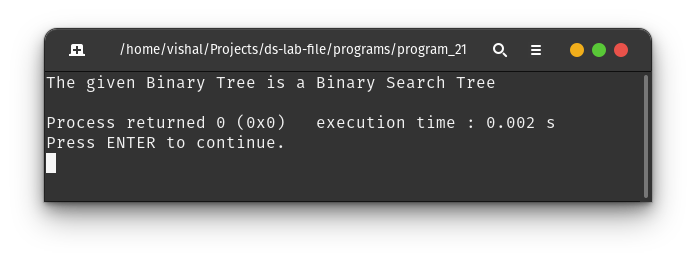 /home/vishal/Projects/ds-lab-file/programs/program_21
The given Binary Tree is a Binary Search Tree
Process returned 0 (0x0)   execution time : 0.002 s
Press ENTER to continue.